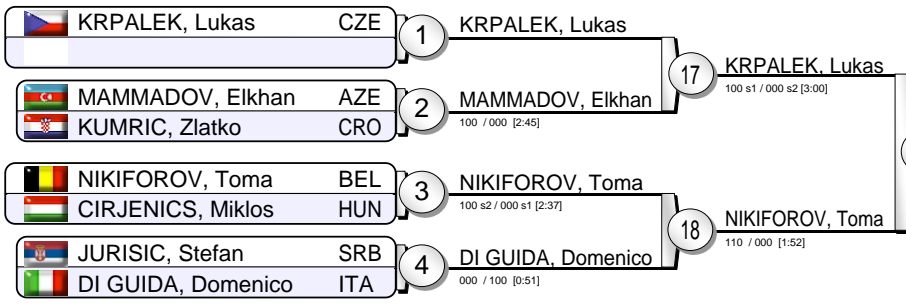 KRPALEK, Lukas CZE
1
KRPALEK, Lukas
17
KRPALEK, Lukas
100 s1 / 000 s2 [3:00]
MAMMADOV, Elkhan AZE
KUMRIC, Zlatko CRO
2
MAMMADOV, Elkhan
100 / 000 [2:45]
NIKIFOROV, Toma BEL
CIRJENICS, Miklos HUN
3
NIKIFOROV, Toma
100 s2 / 000 s1 [2:37]
18
NIKIFOROV, Toma
110 / 000 [1:52]
JURISIC, Stefan SRB
DI GUIDA, Domenico ITA
4
DI GUIDA, Domenico
000 / 100 [0:51]